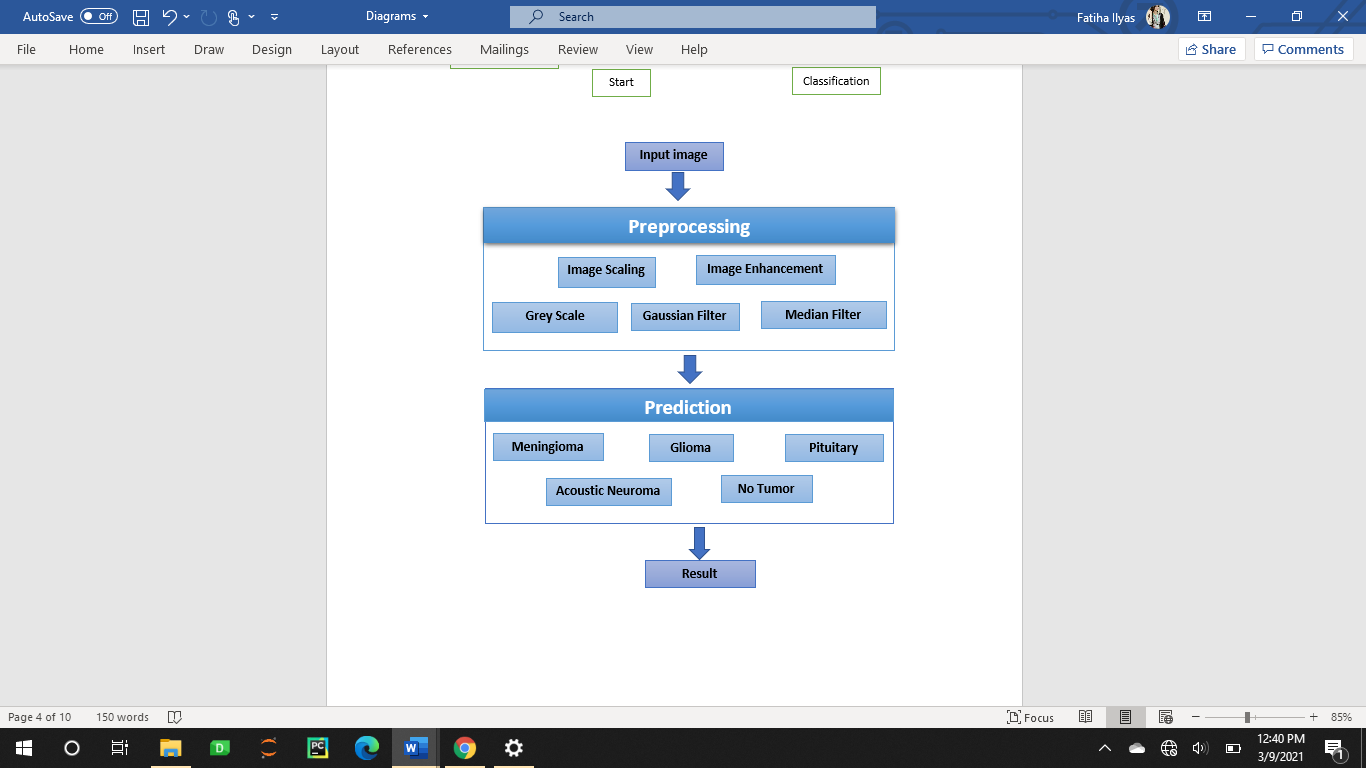 AutoSave Off Diagrams Search Fatiha Ilyas
File Home Insert Draw Design Layout References Mailings Review View Help Share Comments
Start Classification
Input image
Preprocessing
Image Scaling Image Enhancement
Grey Scale Gaussian Filter Median Filter
Prediction
Meningioma Glioma Pituitary
Acoustic Neuroma No Tumor
Result
Page 4 of 10 150 words Focus 85%
D PC W 12:40 PM
3/9/2021 1